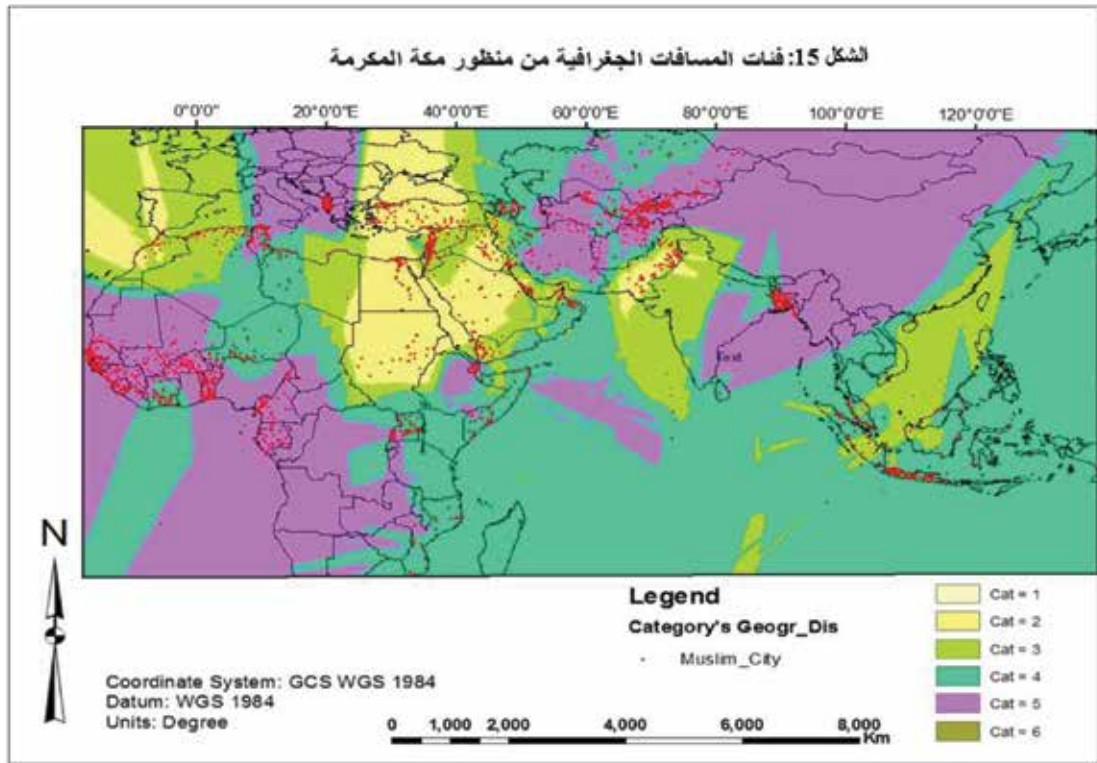 الشكل 15: فئات المسافات الجغرافية من منظور مكة المكرمة
0°0'0" 20°0'0"E 40°0'0"E 60°0'0"E 80°0'0"E 100°0'0"E 120°0'0"E
Text
N
Legend
Category's Geogr_Dis
Muslim_City
Cat = 1
Cat = 2
Cat = 3
Cat = 4
Cat = 5
Cat = 6
Coordinate System: GCS WGS 1984
Datum: WGS 1984
Units: Degree
0 1,000 2,000 4,000 6,000 8,000
Km